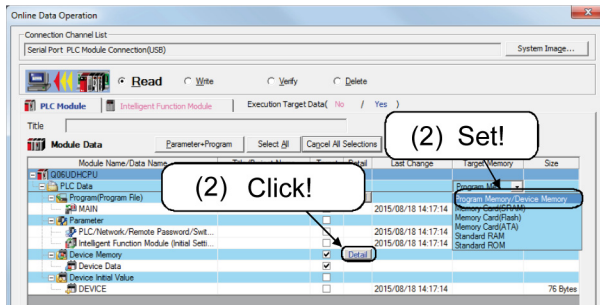 Online Data Operation
Connection Channel List
Serial Port PLC Module Connection(USB)
System Image...
Read Write Verify Delete
PLC Module Intelligent Function Module Execution Target Data( No / Yes )
Title
Module Data Parameter+Program Select All Cancel All Selections
(2) Set!
Module Name/Data Name Target Detail Last Change Target Memory Size
Q06UDHCPU
PLC Data Program M
(2) Click!
Program(Program File) Program Memory/Device Memory
Memory Card(SRAM)
MAIN 2015/08/18 14:17:14 Memory Card(Flash)
Parameter Memory Card(ATA)
PLC/Network/Remote Password/Swit... 2015/08/18 14:17:14 Standard RAM
Intelligent Function Module (Initial Setti... 2015/08/18 14:17:14 Standard ROM
Device Memory Detail
Device Data
Device Initial Value
DEVICE 2015/08/18 14:17:14 76 Bytes